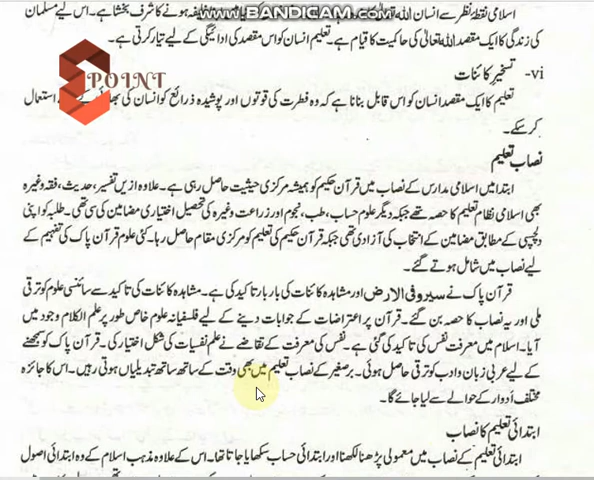 www.BANDICAM.com
اسلامی نقطۂ نظر سے انسان اللہ تعالیٰ ہونے کا شرف بخشا ہے۔ اس لیے مسلمان
کی زندگی کا ایک مقصد اللہ تعالیٰ کی حاکمیت کا قیام ہے۔ تعلیم انسان کو اس مقصد کی ادائیگی کے لیے تیار کرتی ہے۔
POINT
vi- تسخیرِ کائنات
تعلیم کا ایک مقصد انسان کو اس قابل بنانا ہے کہ وہ فطرت کی قوتوں اور پوشیدہ ذرائع کو انسان کی استعمال
کر سکے۔
نصاب تعلیم
ابتدا میں اسلامی مدارس کے نصاب میں قرآن حکیم کو ہمیشہ مرکزی حیثیت حاصل رہی ہے۔ علاوہ ازیں تفسیر، حدیث، فقہ وغیرہ
بھی اسلامی نظام تعلیم کا حصہ تھے جبکہ دیگر علوم حساب، طب، نجوم اور زراعت وغیرہ کی تحصیل اختیاری مضامین کی سی تھی۔ طلبہ کو اپنی
دلچسپی کے مطابق مضامین کے انتخاب کی آزادی تھی جبکہ قرآن حکیم کی تعلیم کو مرکزی مقام حاصل رہا۔ کئی علوم قرآن پاک کی تفہیم کے
لیے نصاب میں شامل ہوتے گئے۔
قرآن پاک نے سیرو فی الارض اور مشاہدہ کائنات کی بار بار تاکید کی ہے۔ مشاہدہ کائنات کی تاکید سے سائنسی علوم کو ترقی
ملی اور یہ نصاب کا حصہ بن گئے۔ قرآن پر اعتراضات کے جوابات دینے کے لیے فلسفیانہ علوم خاص طور پر علم الکلام وجود میں
آیا۔ اسلام میں معرفت نفس کی تاکید کی گئی ہے۔ نفس کی معرفت کے تقاضے نے علم نفسیات کی شکل اختیار کی۔ قرآن پاک کو سمجھنے
کے لیے عربی زبان و ادب کو ترقی حاصل ہوئی۔ برصغیر کے نصاب تعلیم میں بھی وقت کے ساتھ ساتھ تبدیلیاں ہوتی رہیں۔ اس کا جائزہ
مختلف ادوار کے حوالے سے لیا جائے گا۔
ابتدائی تعلیم کا نصاب
ابتدائی تعلیم کے نصاب میں معمولی پڑھنا لکھنا اور ابتدائی حساب سکھایا جاتا تھا۔ اس کے علاوہ مذہب اسلام کے وہ ابتدائی اصول